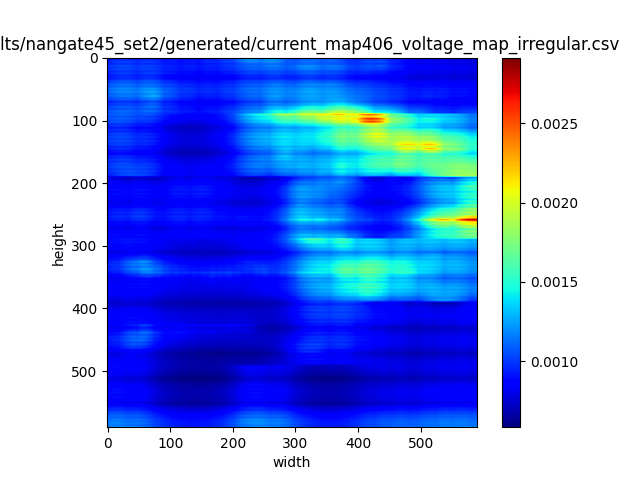 lts/nangate45_set2/generated/current_map406_voltage_map_irregular.csv
0
100
200
300
400
500
height
0 100 200 300 400 500
width
0.0025
0.0020
0.0015
0.0010